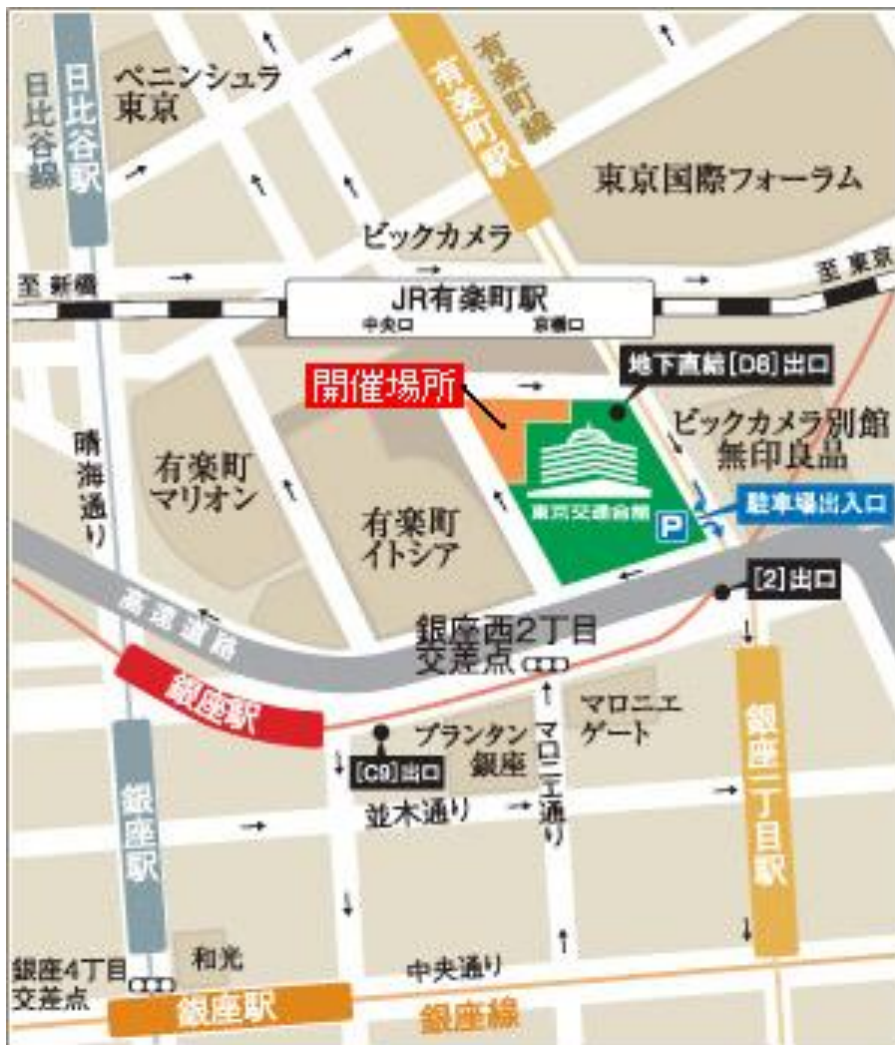 日比谷線
日比谷駅
ペニンシュラ
東京
有楽町駅
有楽町線
東京国際フォーラム
ビックカメラ
至 新橋
至 東京
JR有楽町駅
中央口
京橋口
開催場所
地下直結[D8]出口
ビックカメラ別館
無印良品
晴海通り
有楽町
マリオン
有楽町
イトシア
東京交通会館
P
駐車場出入口
[2]出口
高速道路
銀座西2丁目
交差点
銀座駅
[C9]出口
プランタン
銀座
マロニエ
ゲート
マロニエ通り
銀座一丁目駅
並木通り
銀座駅
和光
銀座4丁目
交差点
中央通り
銀座駅
銀座線